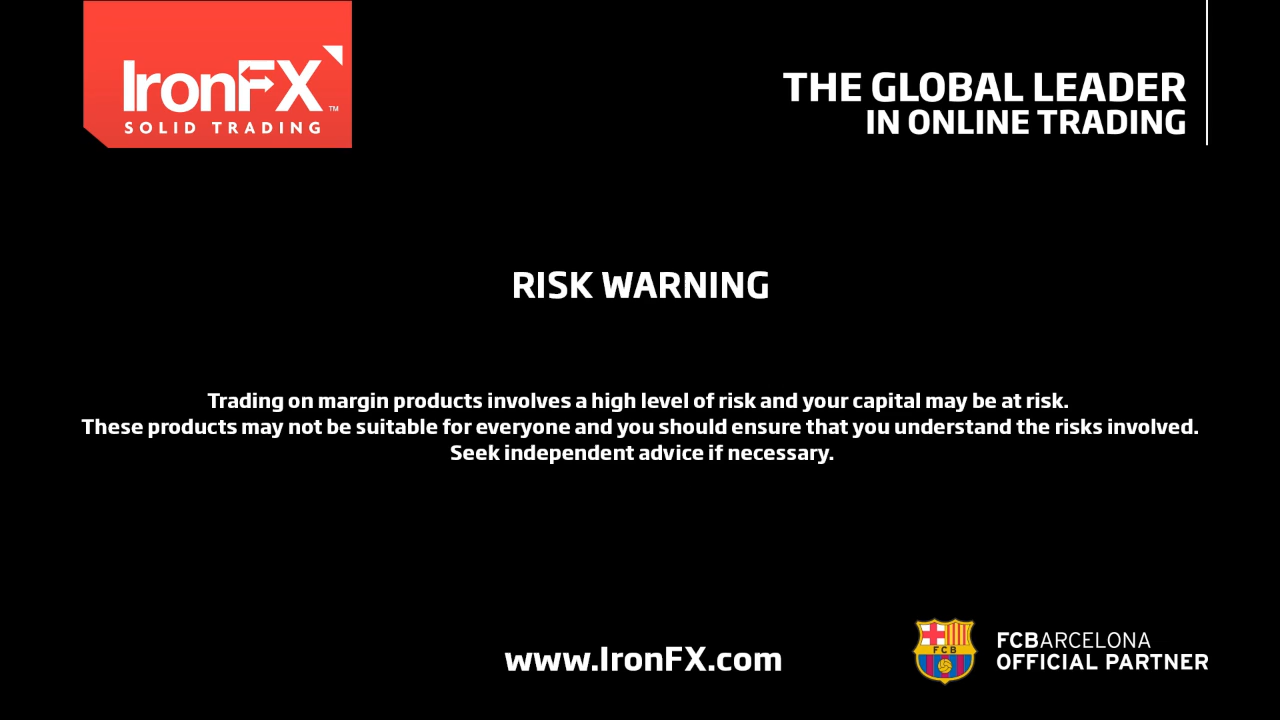 IronFX™
SOLID TRADING
THE GLOBAL LEADER
IN ONLINE TRADING
RISK WARNING
Trading on margin products involves a high level of risk and your capital may be at risk.
These products may not be suitable for everyone and you should ensure that you understand the risks involved.
Seek independent advice if necessary.
www.IronFX.com
FCB
FCBARCELONA
OFFICIAL PARTNER